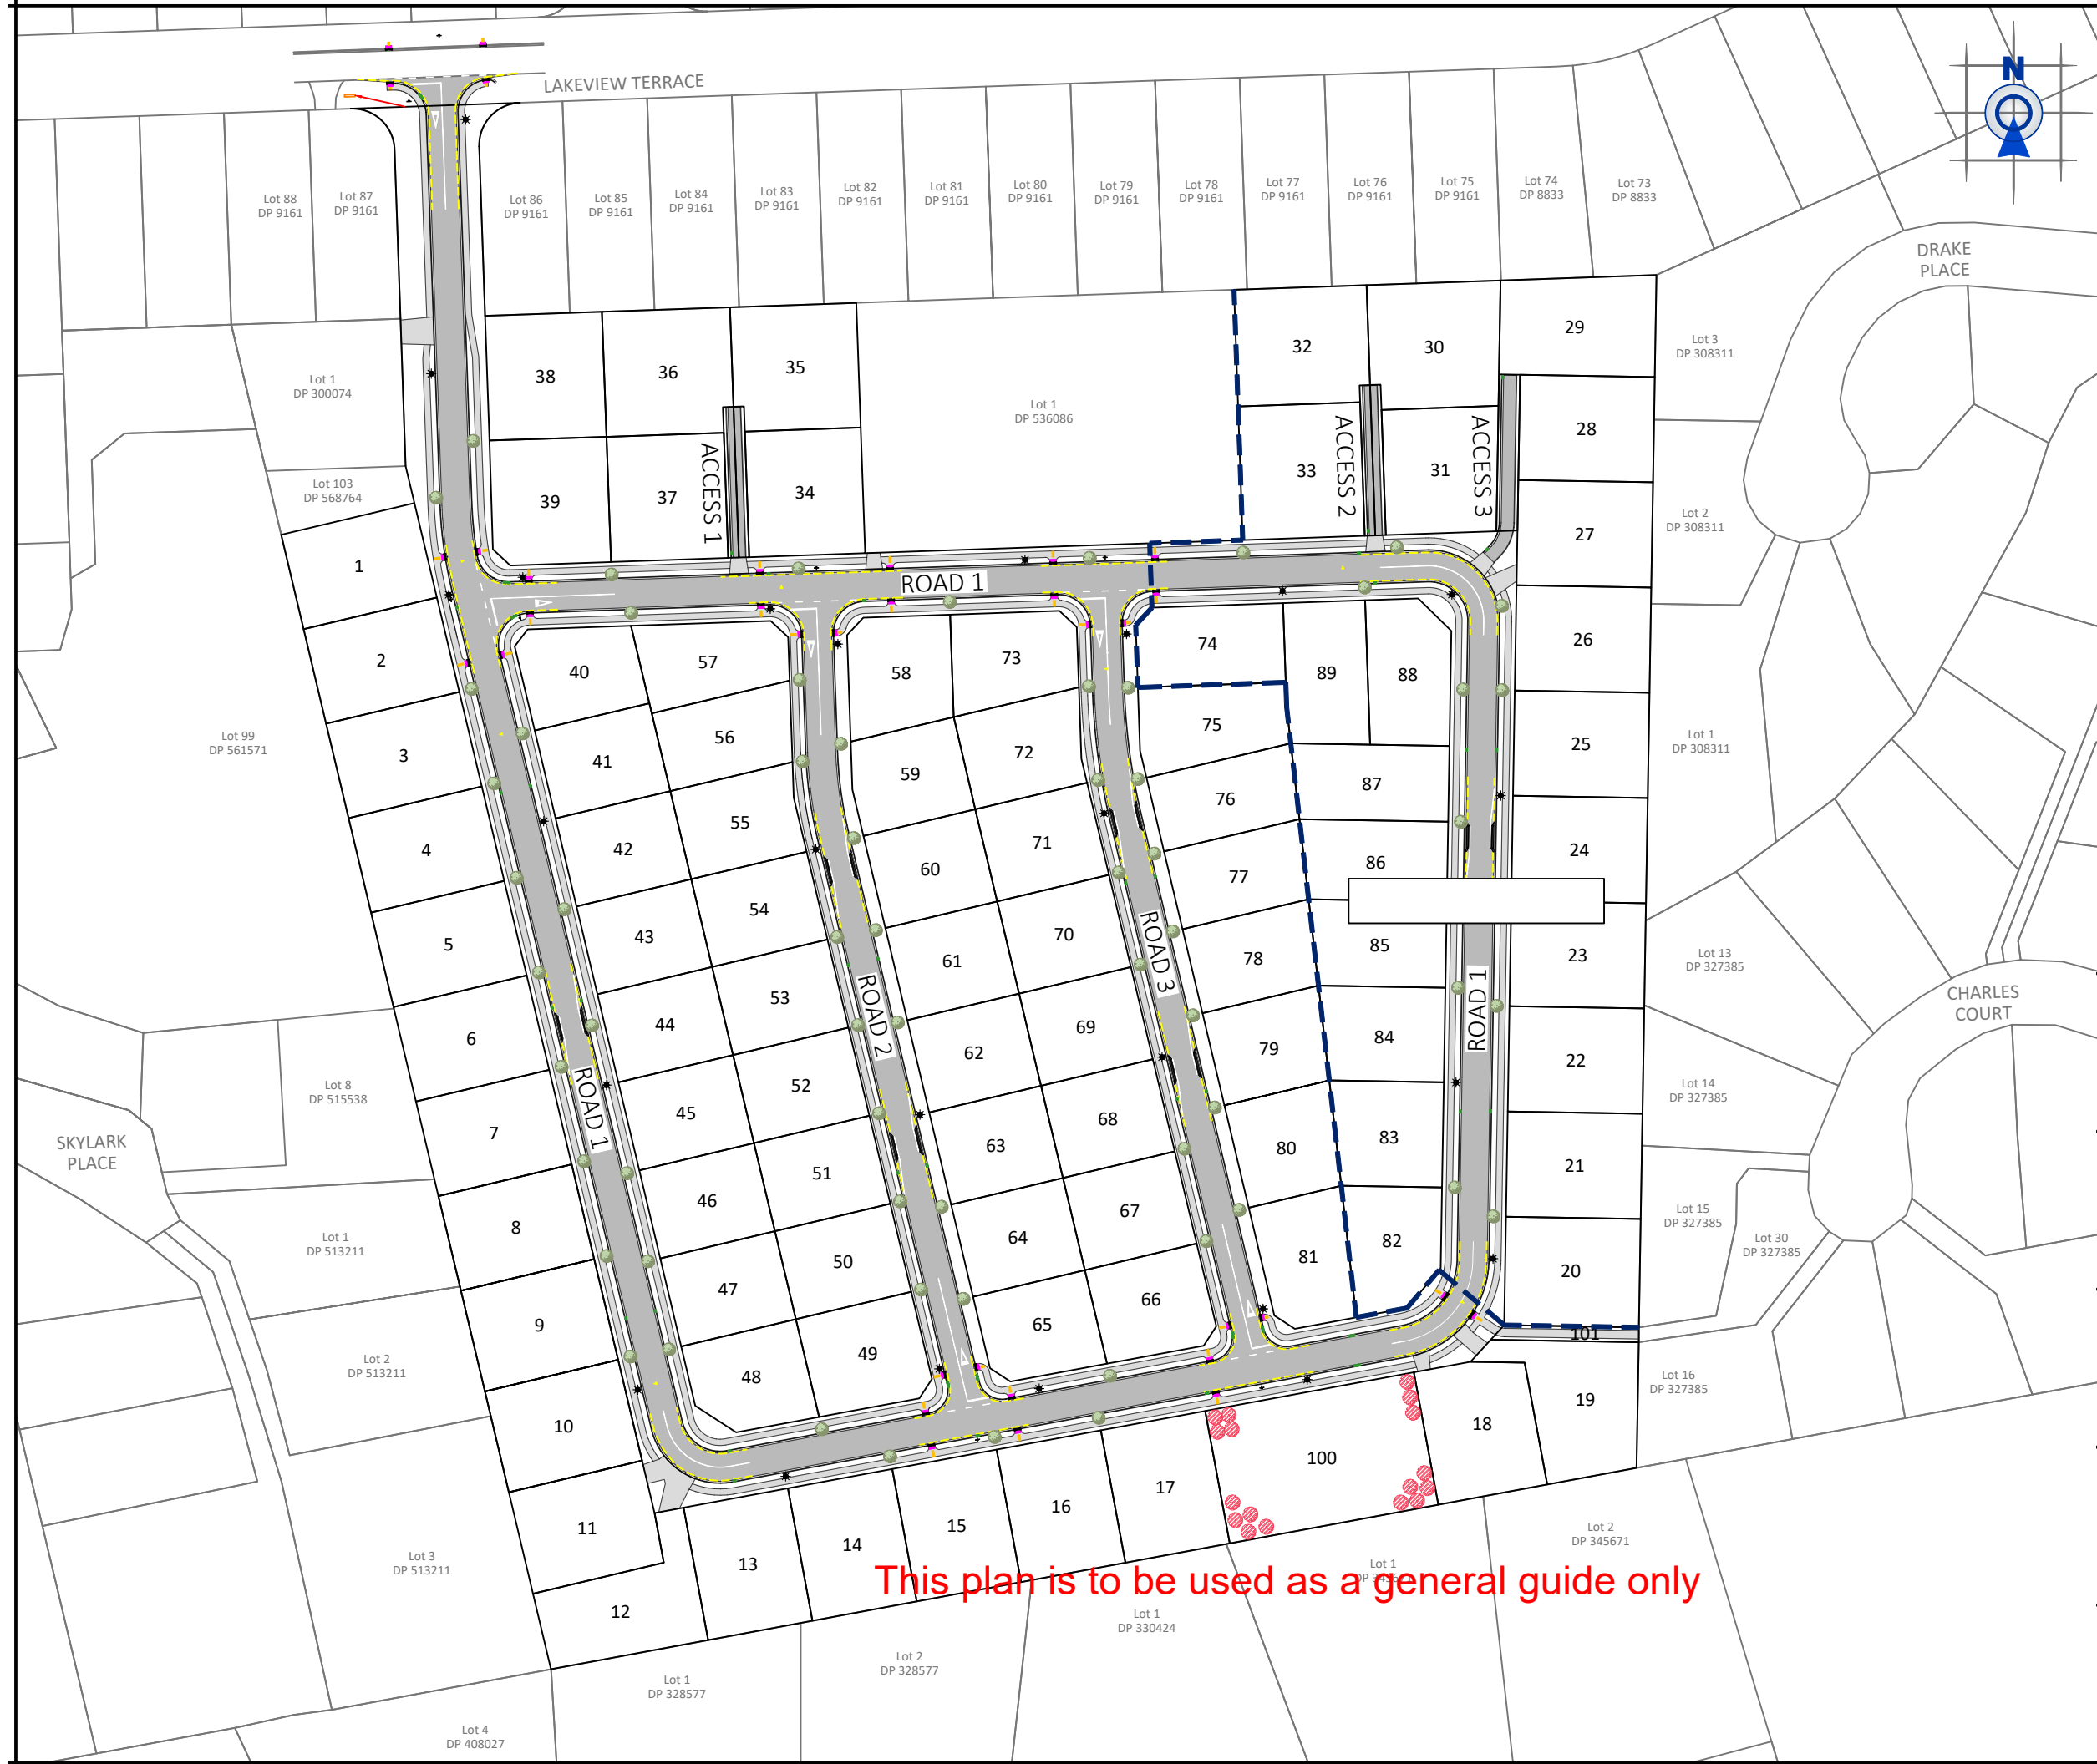 LAKEVIEW TERRACE
N
Lot 88
DP 9161
Lot 87
DP 9161
Lot 86
DP 9161
Lot 85
DP 9161
Lot 84
DP 9161
Lot 83
DP 9161
Lot 82
DP 9161
Lot 81
DP 9161
Lot 80
DP 9161
Lot 79
DP 9161
Lot 78
DP 9161
Lot 77
DP 9161
Lot 76
DP 9161
Lot 75
DP 9161
Lot 74
DP 8833
Lot 73
DP 8833
DRAKE
PLACE
Lot 1
DP 300074
38
36
35
Lot 1
DP 536086
32
30
29
Lot 3
DP 308311
Lot 103
DP 568764
39
37
ACCESS 1
34
33
ACCESS 2
31
ACCESS 3
28
27
Lot 2
DP 308311
1
ROAD 1
2
40
57
58
73
74
89
88
26
Lot 99
DP 561571
3
41
56
59
72
75
25
Lot 1
DP 308311
4
42
55
60
71
76
87
24
5
43
54
61
70
77
86
ROAD 3
78
85
23
Lot 13
DP 327385
CHARLES
COURT
6
44
53
ROAD 2
62
69
79
84
ROAD 1
22
Lot 14
DP 327385
Lot 8
DP 515538
SKYLARK
PLACE
7
ROAD 1
45
52
63
68
80
83
21
8
46
51
64
67
81
82
20
Lot 15
DP 327385
Lot 30
DP 327385
Lot 1
DP 513211
9
47
50
65
66
101
Lot 2
DP 513211
10
48
49
100
18
19
Lot 16
DP 327385
11
13
14
15
16
17
Lot 3
DP 513211
12
Lot 1
Lot 2
DP 345671
This plan is to be used as a general guide only
Lot 1
DP 330424
Lot 2
DP 328577
Lot 1
DP 328577
Lot 4
DP 408027